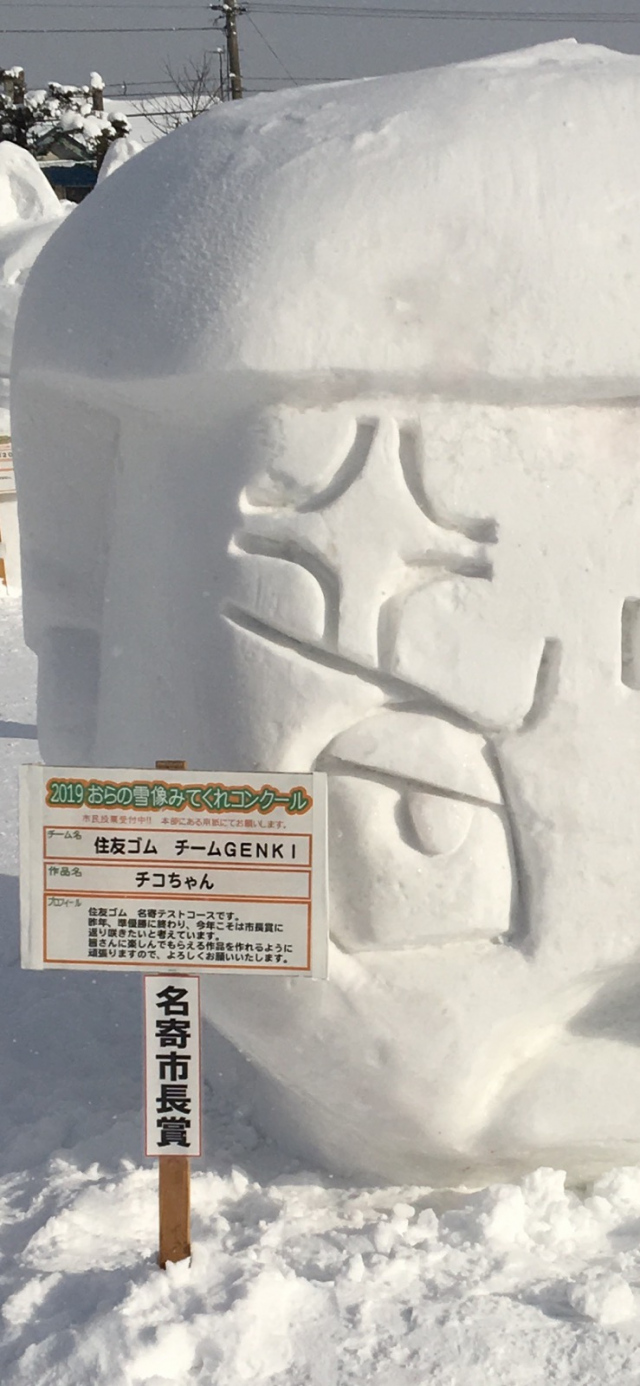 2019 おらの雪像みてくれコンクール
市民投票受付中!! 本部にある用紙にてお願いします。
チーム名
住友ゴム チームGENKI
作品名
チコちゃん
プロフィール
住友ゴム 名寄テストコースです。
昨年、準優勝に終わり、今年こそは市長賞に
返り咲きたいと考えています。
皆さんに楽しんでもらえる作品を作れるように
頑張りますので、よろしくお願いいたします。
名寄市長賞